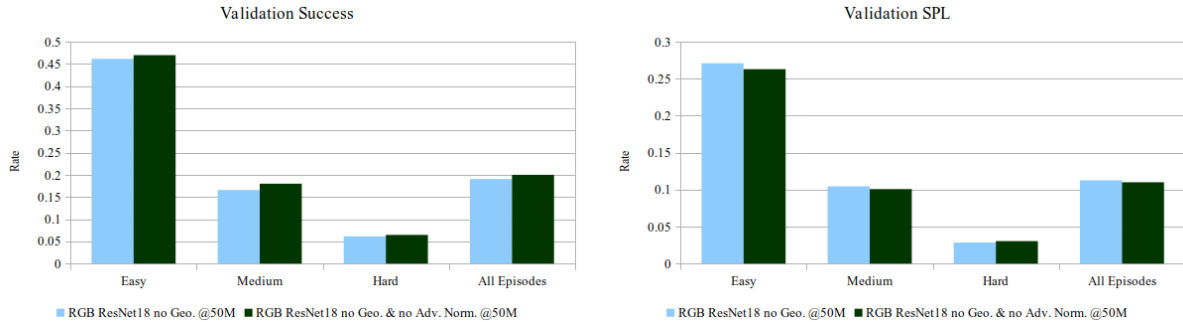 Validation Success
0.5
0.45
0.4
0.35
0.3
0.25
0.2
0.15
0.1
0.05
0
Rate
Easy
Medium
Hard
All Episodes
RGB ResNet18 no Geo. @50M
RGB ResNet18 no Geo. & no Adv. Norm. @50M
Validation SPL
0.3
0.25
0.2
0.15
0.1
0.05
0
Rate
Easy
Medium
Hard
All Episodes
RGB ResNet18 no Geo. @50M
RGB ResNet18 no Geo. & no Adv. Norm. @50M